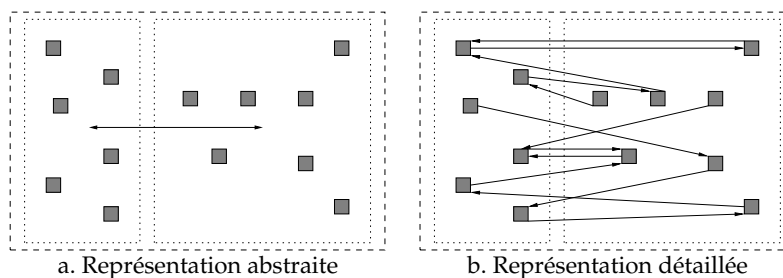 a. Représentation abstraite
b. Représentation détaillée